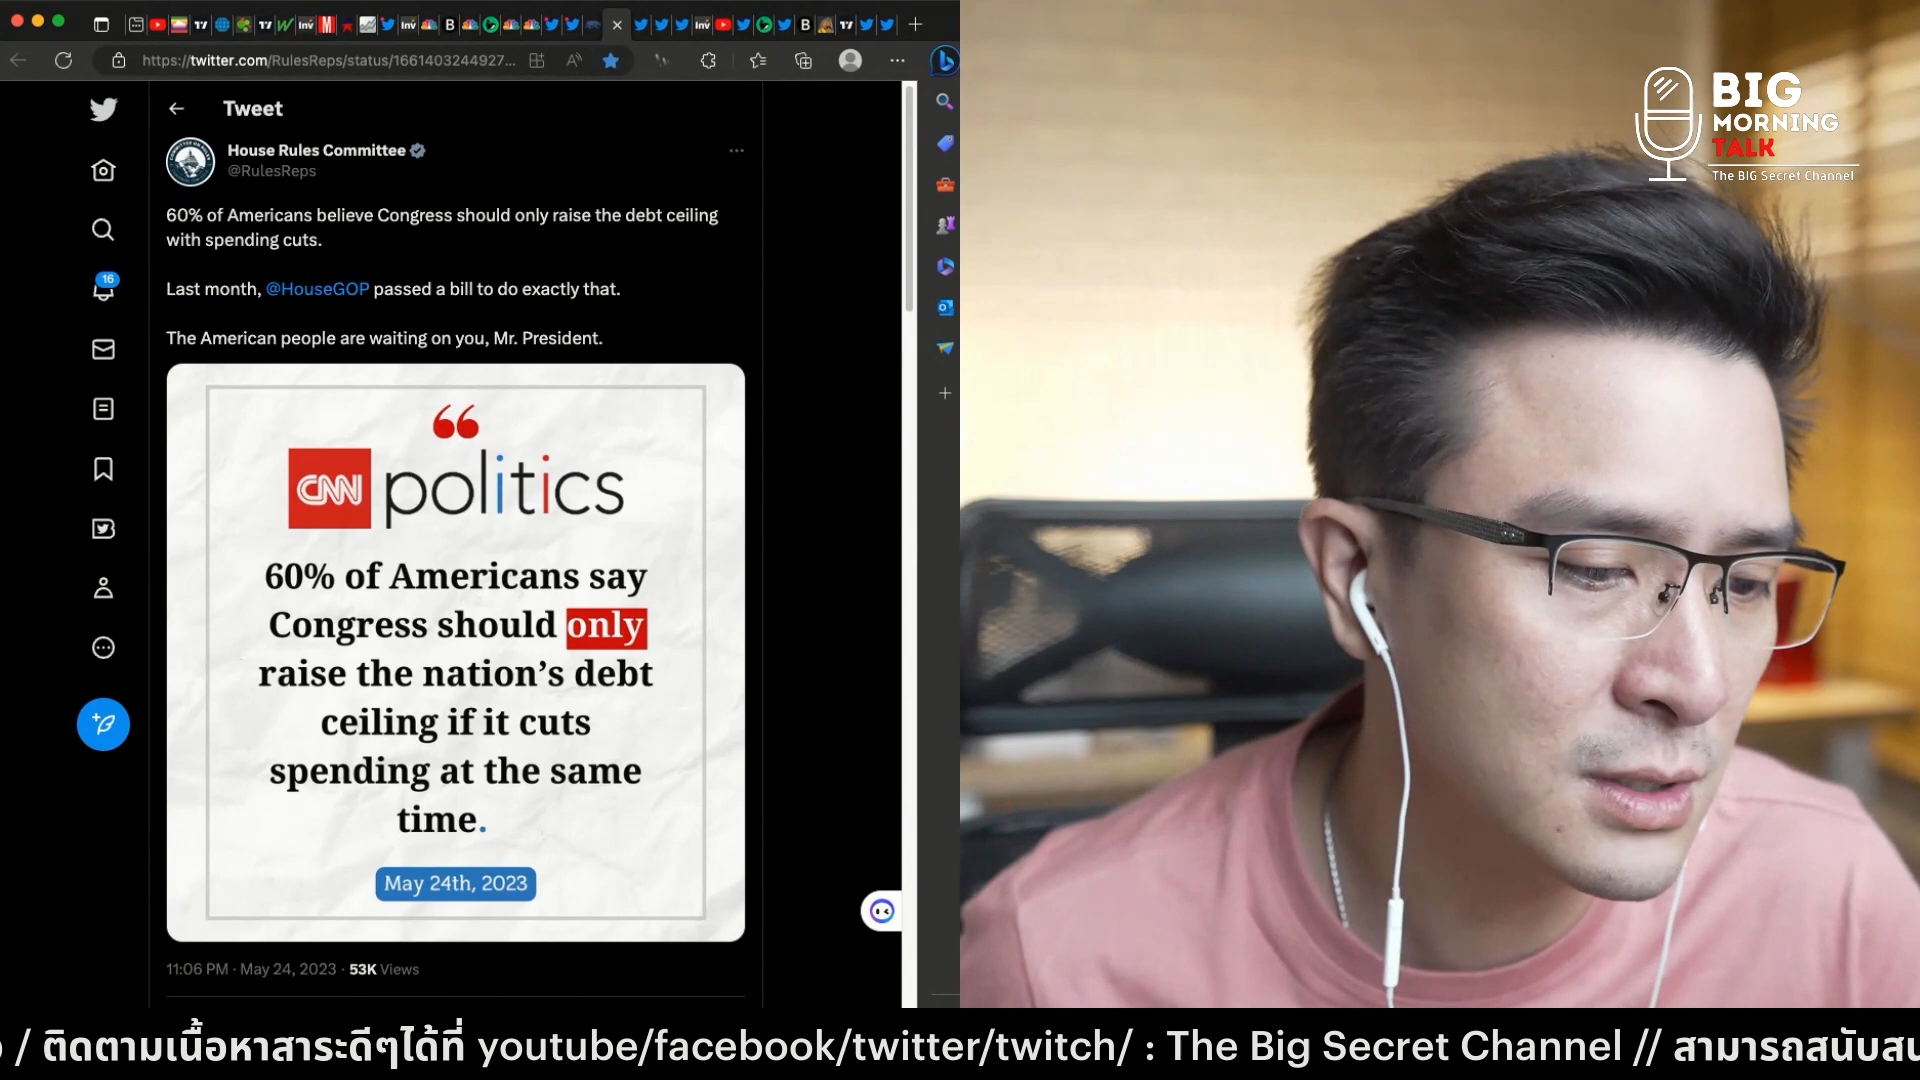 https://twitter.com/RulesReps/status/1661403244927...
Tweet
House Rules Committee
@RulesReps
60% of Americans believe Congress should only raise the debt ceiling
with spending cuts.
Last month, @HouseGOP passed a bill to do exactly that.
The American people are waiting on you, Mr. President.
16
“
CNN politics
60% of Americans say
Congress should only
raise the nation’s debt
ceiling if it cuts
spending at the same
time.
May 24th, 2023
11:06 PM · May 24, 2023 · 53K Views
BIG
MORNING
TALK
The BIG Secret Channel
/ ติดตามเนื้อหาสาระดีๆได้ที่ youtube/facebook/twitter/twitch/ : The Big Secret Channel // สามารถสนับสน